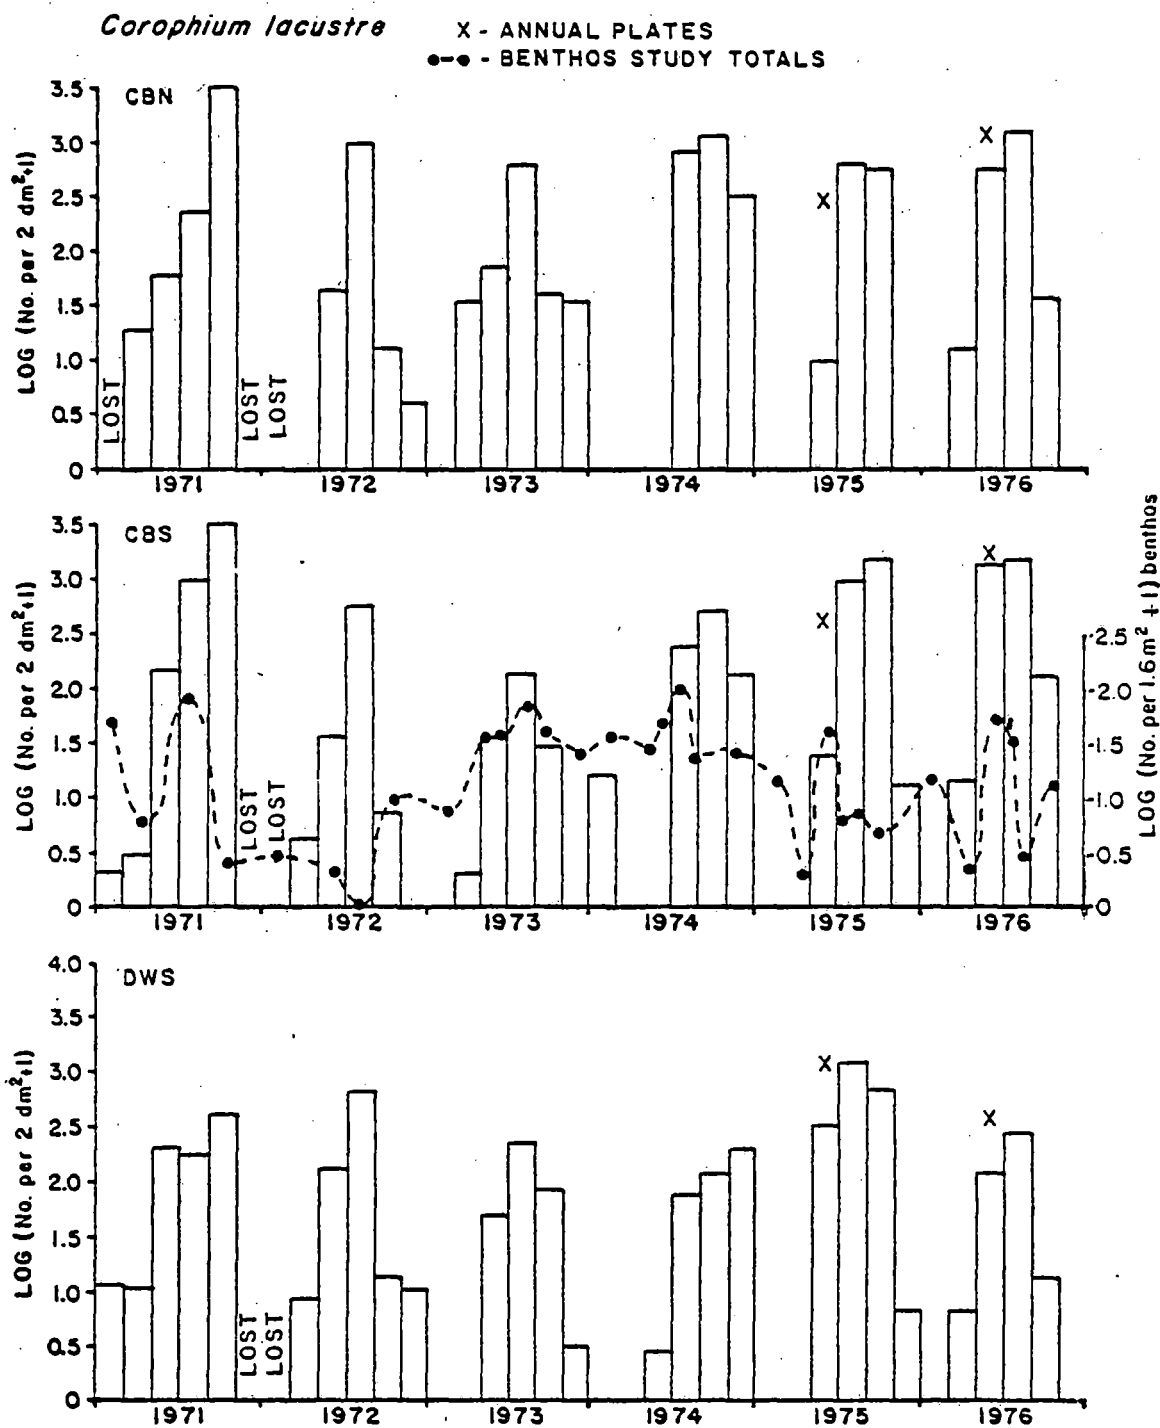 Corophium lacustre
X - ANNUAL PLATES
●-● - BENTHOS STUDY TOTALS
CBN
LOG (No. per 2 dm²+1)
3.5
3.0
2.5
2.0
1.5
1.0
0.5
0
LOST
LOST
LOST
X
X
1971 1972 1973 1974 1975 1976
CBS
LOG (No. per 2 dm²+1)
3.5
3.0
2.5
2.0
1.5
1.0
0.5
0
LOST
LOST
X
X
2.5
2.0
1.5
1.0
0.5
0
LOG (No. per 1.6m² +1) benthos
1971 1972 1973 1974 1975 1976
DWS
LOG (No. per 2 dm²+1)
4.0
3.5
3.0
2.5
2.0
1.5
1.0
0.5
0
LOST
LOST
X
X
1971 1972 1973 1974 1975 1976